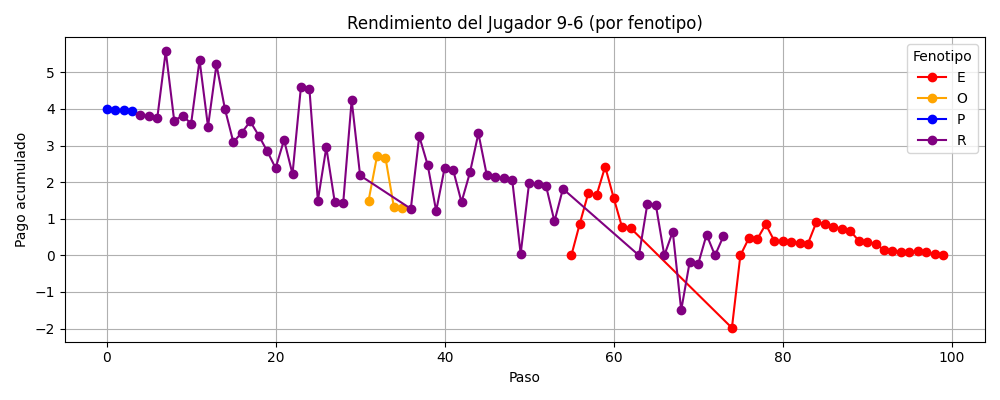 Rendimiento del Jugador 9-6 (por fenotipo)
Pago acumulado
5
4
3
2
1
0
−1
−2
Fenotipo
E
O
P
R
0
20
40
60
80
100
Paso